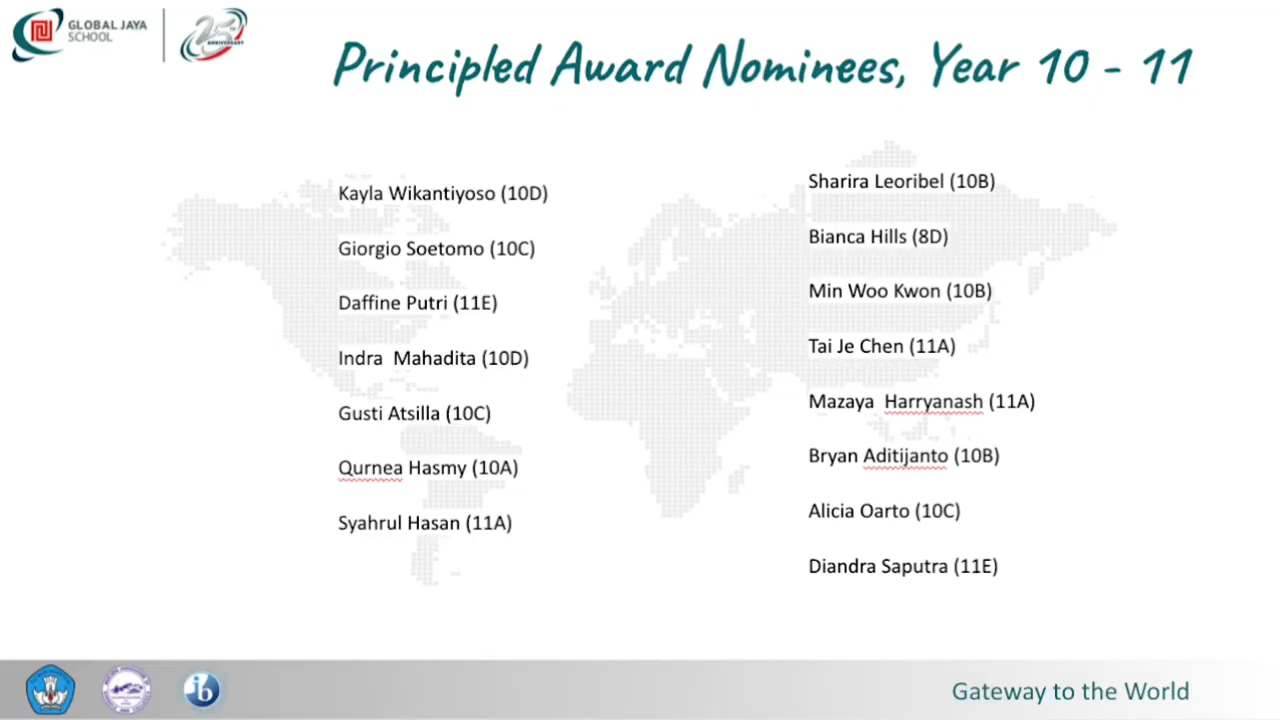 GLOBAL JAYA
SCHOOL
25TH
ANNIVERSARY
Principled Award Nominees, Year 10 - 11
Kayla Wikantiyoso (10D)
Giorgio Soetomo (10C)
Daffine Putri (11E)
Indra  Mahadita (10D)
Gusti Atsilla (10C)
Qurnea Hasmy (10A)
Syahrul Hasan (11A)
Sharira Leoribel (10B)
Bianca Hills (8D)
Min Woo Kwon (10B)
Tai Je Chen (11A)
Mazaya  Harryanash (11A)
Bryan Aditijanto (10B)
Alicia Oarto (10C)
Diandra Saputra (11E)
ib
Gateway to the World